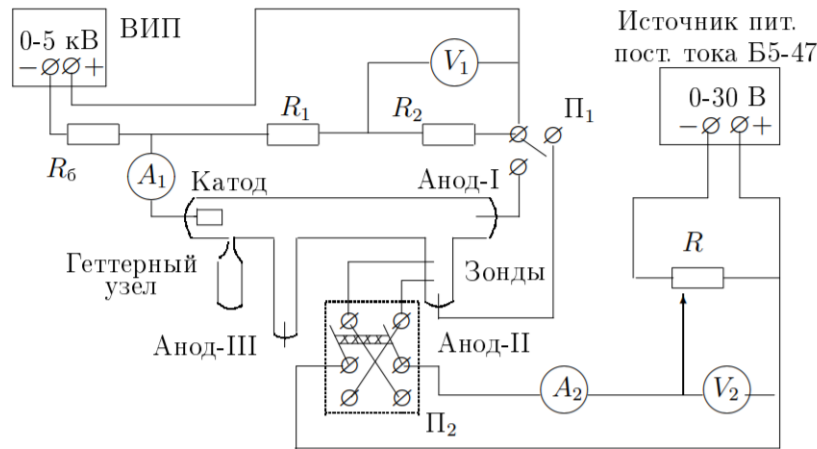 ВИП
0-5 кВ
− +
Источник пит.
пост. тока Б5-47
0-30 В
− +
V₁
R₁
R₂
П₁
Rб
A₁
Катод
Анод-I
R
Геттерный
узел
Зонды
Анод-III
Анод-II
A₂
V₂
П₂